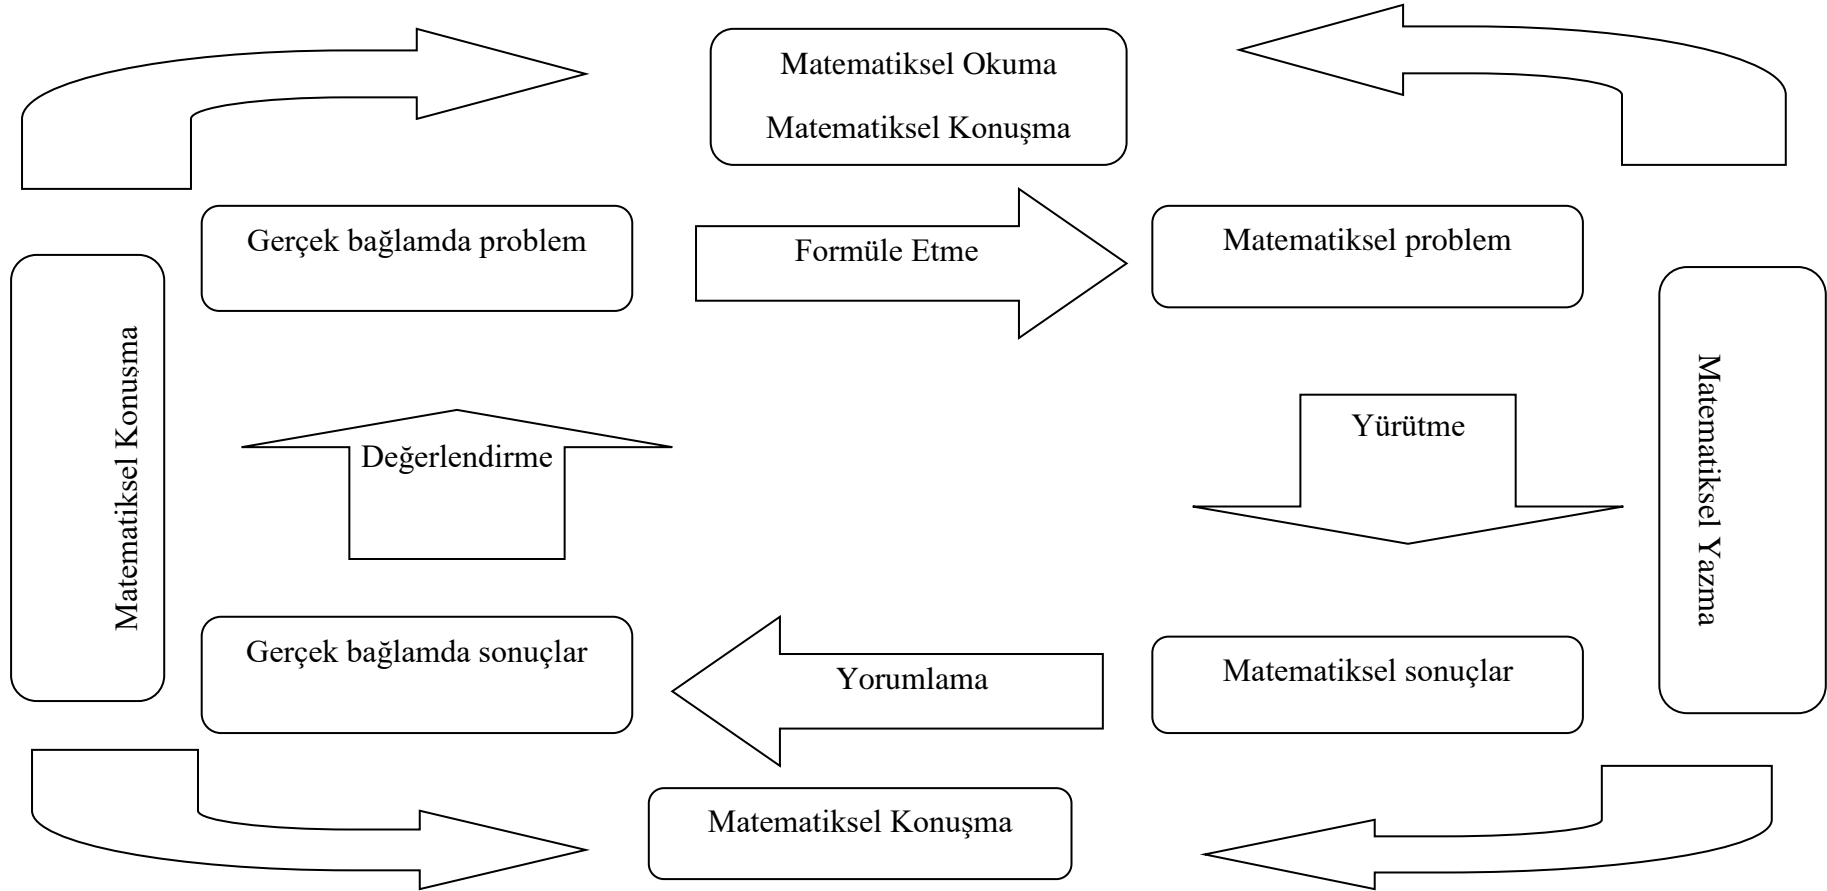 Matematiksel Okuma
Matematiksel Konuşma
Gerçek bağlamda problem
Formüle Etme
Matematiksel problem
Matematiksel Konuşma
Değerlendirme
Yürütme
Matematiksel Yazma
Gerçek bağlamda sonuçlar
Yorumlama
Matematiksel sonuçlar
Matematiksel Konuşma